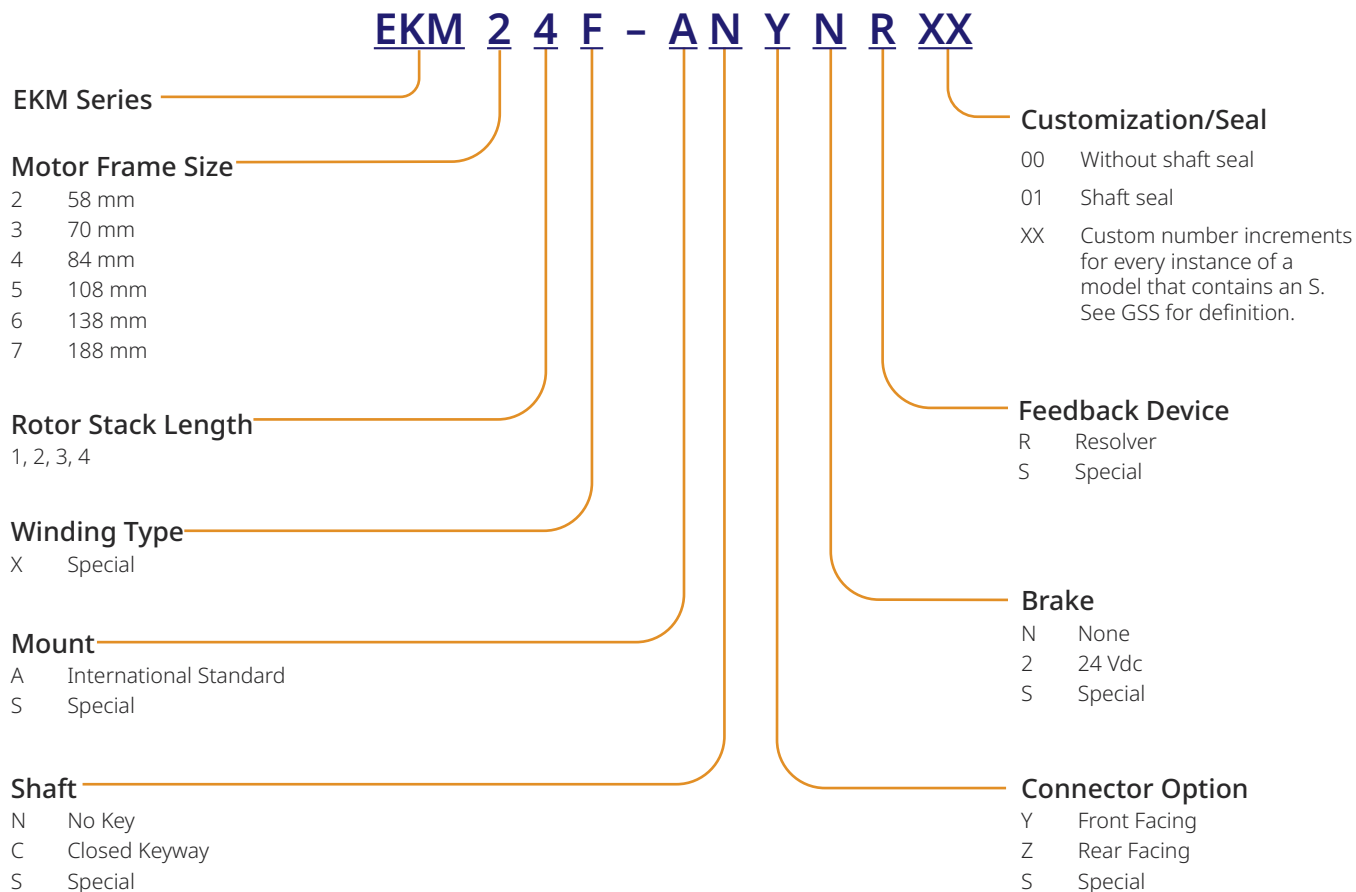 EKM 2 4 F – A N Y N R XX
EKM Series
Motor Frame Size
2 58 mm
3 70 mm
4 84 mm
5 108 mm
6 138 mm
7 188 mm
Rotor Stack Length
1, 2, 3, 4
Winding Type
X Special
Mount
A International Standard
S Special
Shaft
N No Key
C Closed Keyway
S Special
Customization/Seal
00 Without shaft seal
01 Shaft seal
XX Custom number increments
for every instance of a
model that contains an S.
See GSS for definition.
Feedback Device
R Resolver
S Special
Brake
N None
2 24 Vdc
S Special
Connector Option
Y Front Facing
Z Rear Facing
S Special